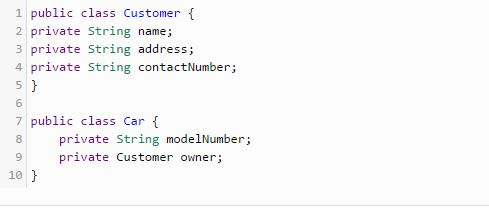 1 public class Customer {
2 private String name;
3 private String address;
4 private String contactNumber;
5 }
6
7 public class Car {
8     private String modelNumber;
9     private Customer owner;
10 }